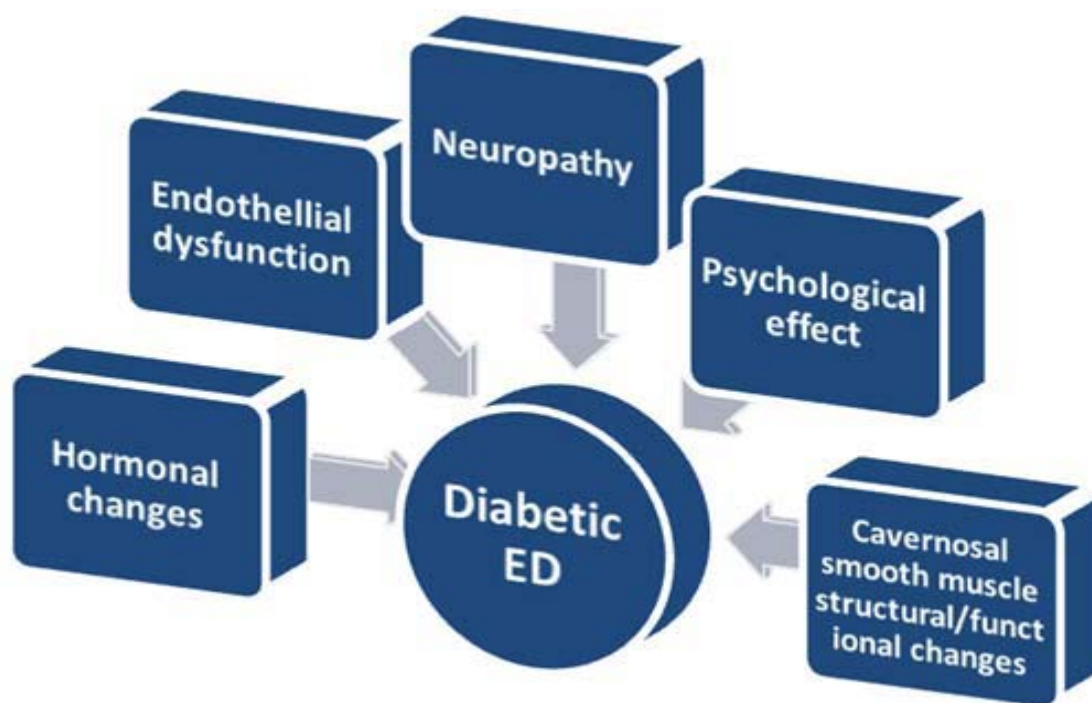 Neuropathy
Endothellial
dysfunction
Psychological
effect
Hormonal
changes
Diabetic
ED
Cavernosal
smooth muscle
structural/funct
ional changes